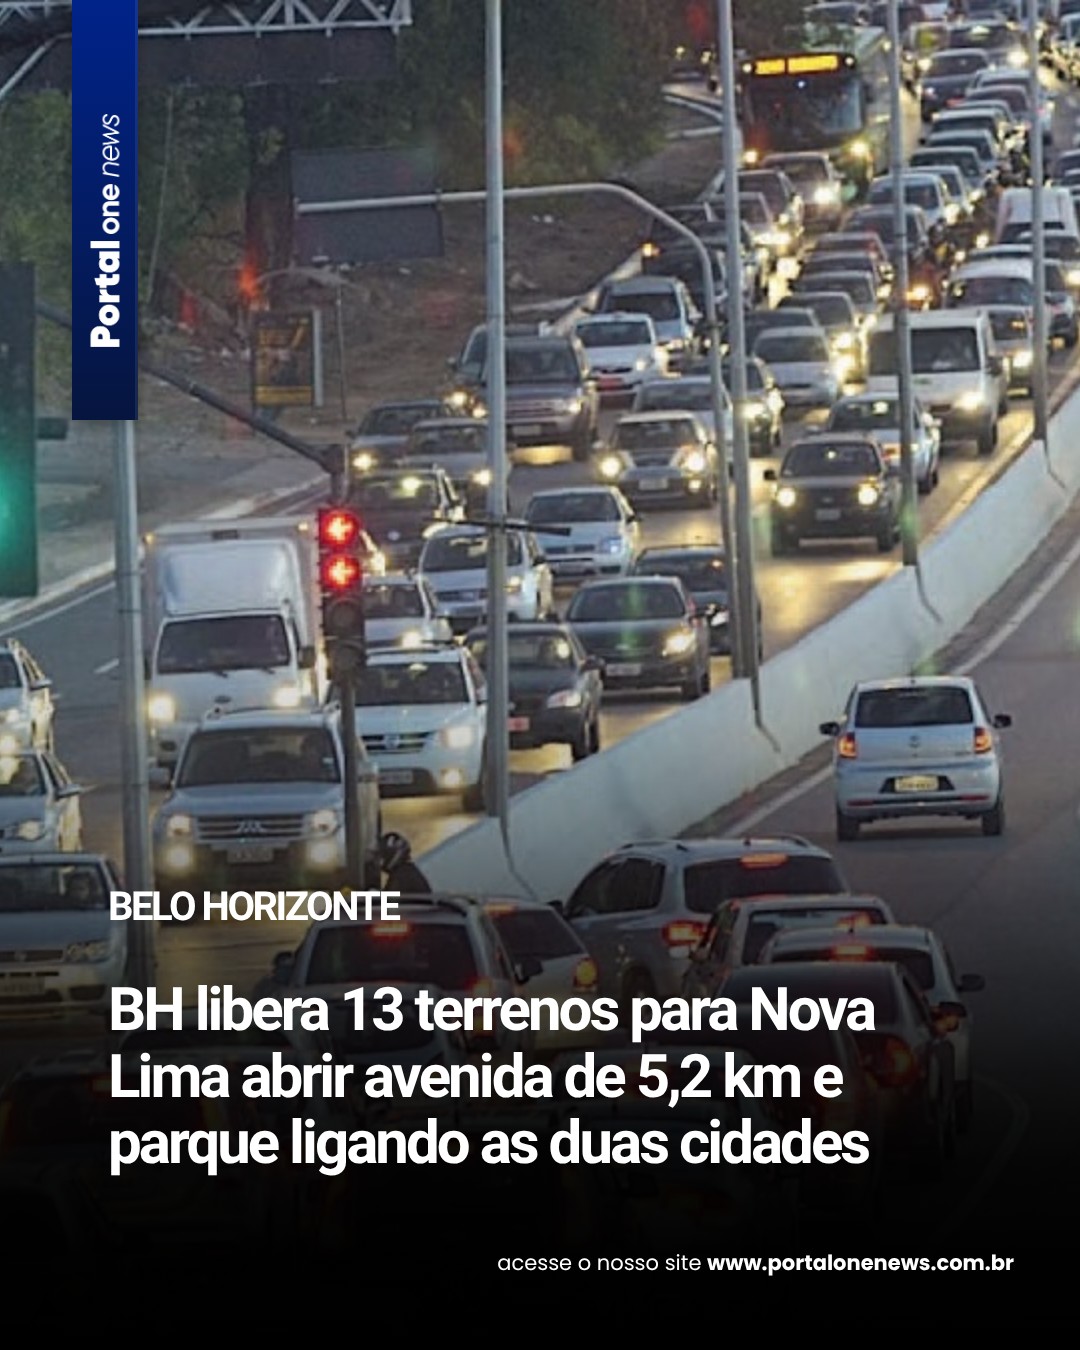 Portal one news
BELO HORIZONTE
BH libera 13 terrenos para Nova
Lima abrir avenida de 5,2 km e
parque ligando as duas cidades
acesse o nosso site www.portalonenews.com.br